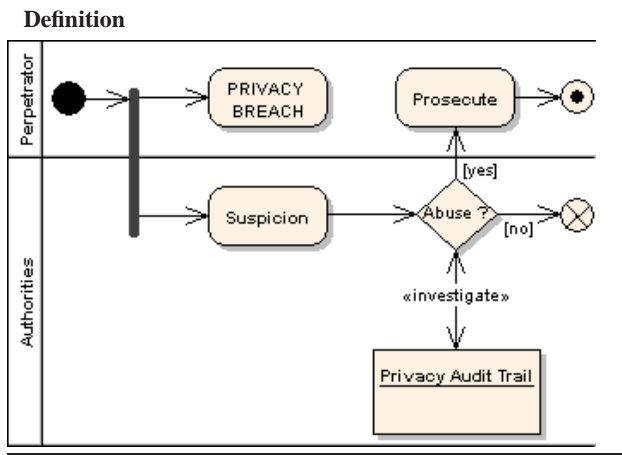 Definition
Perpetrator
PRIVACY
BREACH
Prosecute
[yes]
Authorities
Suspicion
Abuse ?
[no]
«investigate»
Privacy Audit Trail